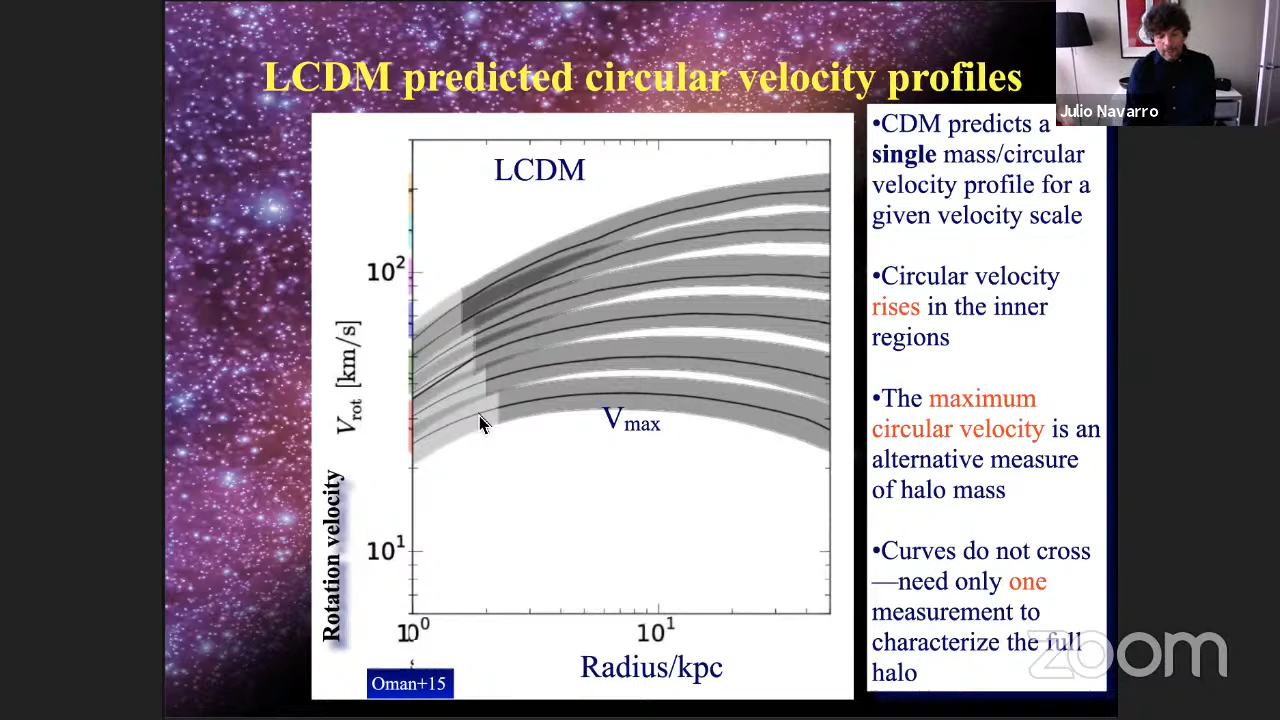 LCDM predicted circular velocity profiles
Julio Navarro
LCDM
10²
V_rot [km/s]
Rotation velocity
V_max
10¹
10⁰
10¹
Radius/kpc
Oman+15
•CDM predicts a
single mass/circular
velocity profile for a
given velocity scale
•Circular velocity
rises in the inner
regions
•The maximum
circular velocity is an
alternative measure
of halo mass
•Curves do not cross
—need only one
measurement to
characterize the full
halo
zoom